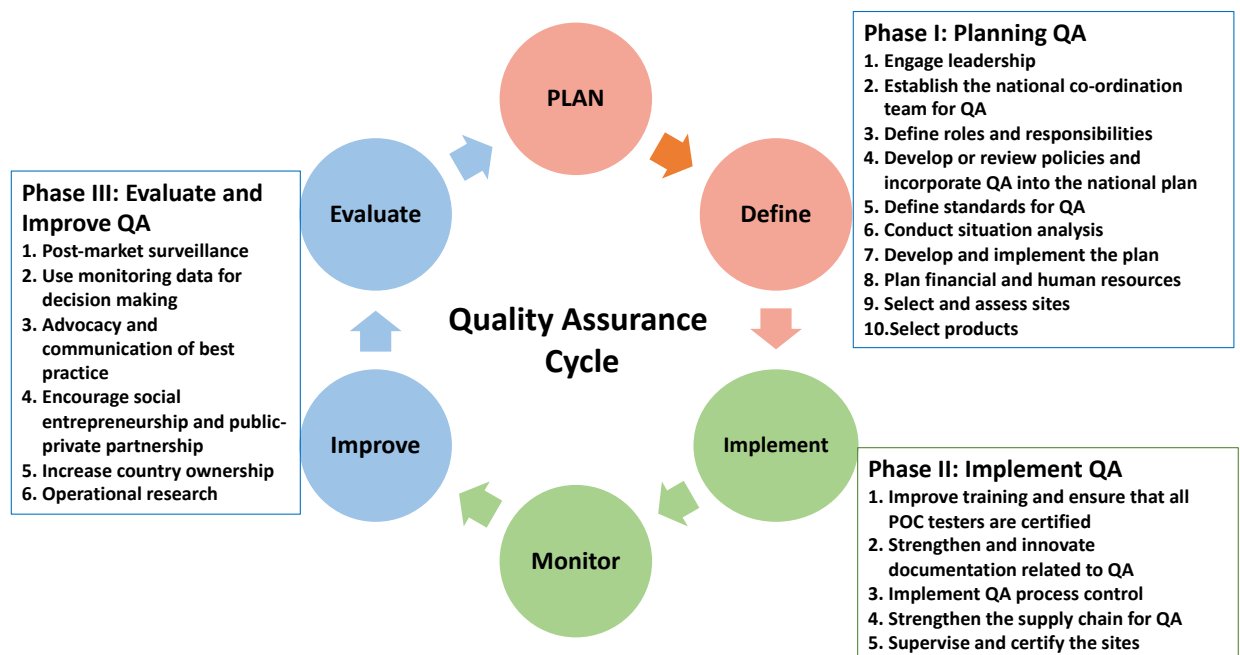 PLAN
Define
Implement
Monitor
Improve
Evaluate
Quality Assurance
Cycle
Phase I: Planning QA
1. Engage leadership
2. Establish the national co-ordination
team for QA
3. Define roles and responsibilities
4. Develop or review policies and
incorporate QA into the national plan
5. Define standards for QA
6. Conduct situation analysis
7. Develop and implement the plan
8. Plan financial and human resources
9. Select and assess sites
10.Select products
Phase II: Implement QA
1. Improve training and ensure that all
POC testers are certified
2. Strengthen and innovate
documentation related to QA
3. Implement QA process control
4. Strengthen the supply chain for QA
5. Supervise and certify the sites
Phase III: Evaluate and
Improve QA
1. Post-market surveillance
2. Use monitoring data for
decision making
3. Advocacy and
communication of best
practice
4. Encourage social
entrepreneurship and public-
private partnership
5. Increase country ownership
6. Operational research